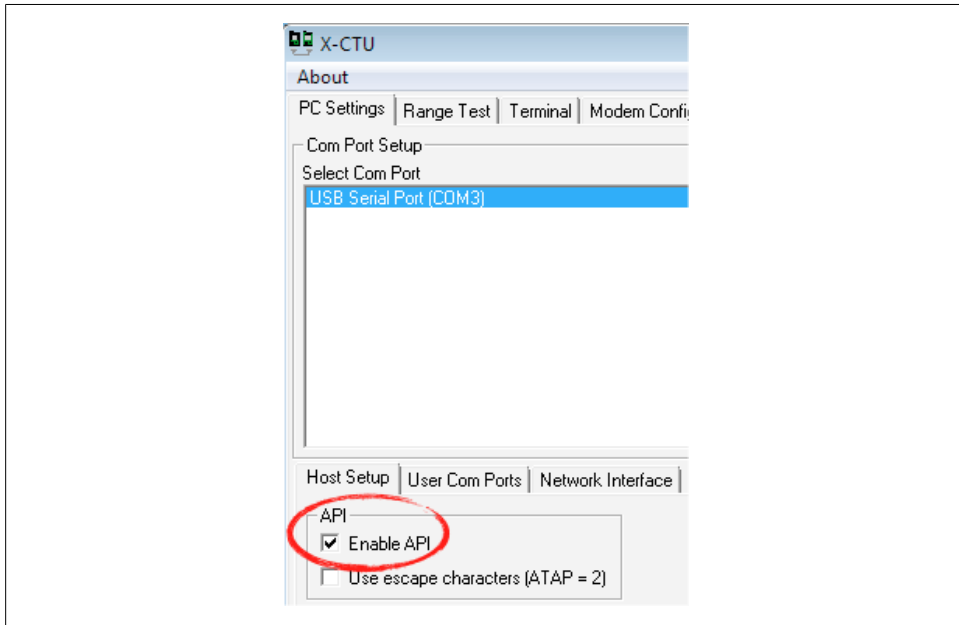 X-CTU
About
PC Settings Range Test Terminal Modem Confi
Com Port Setup
Select Com Port
USB Serial Port (COM3)
Host Setup User Com Ports Network Interface
API
Enable API
Use escape characters (ATAP = 2)